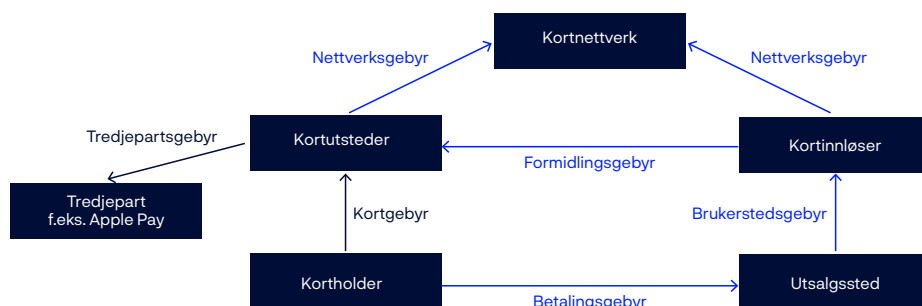 Kortnettverk
Nettverksgebyr
Nettverksgebyr
Tredjepartsgebyr
Kortutsteder
Kortinnløser
Formidlingsgebyr
Tredjepart
f.eks. Apple Pay
Kortgebyr
Brukerstedsgebyr
Kortholder
Utsalgssted
Betalingsgebyr